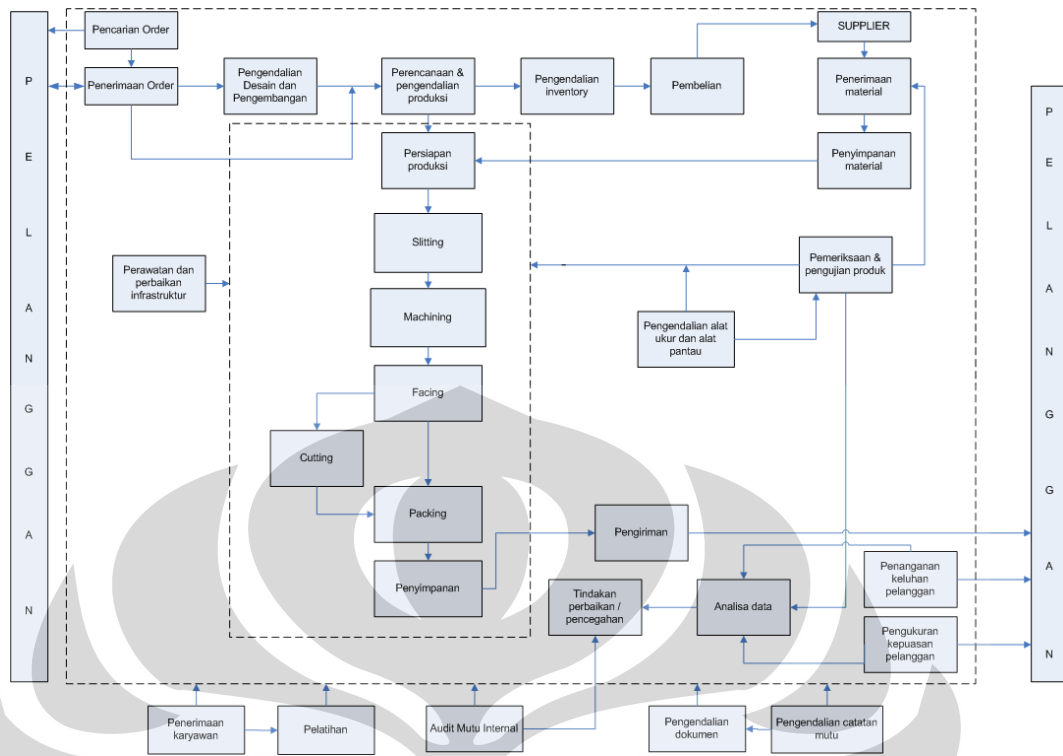 Pencarian Order
SUPPLIER
P E L A N G G A N
Penerimaan Order
Pengendalian
Desain dan
Pengembangan
Perencanaan &
pengendalian
produksi
Pengendalian
inventory
Pembelian
Penerimaan
material
Persiapan
produksi
Penyimpanan
material
P E L A N G G A N
Slitting
Perawatan dan
perbaikan
infrastruktur
Pemeriksaan &
pengujian produk
Machining
Pengendalian alat
ukur dan alat
pantau
Facing
Cutting
Packing
Pengiriman
Penyimpanan
Tindakan
perbaikan /
pencegahan
Analisa data
Penanganan
keluhan
pelanggan
Pengukuran
kepuasan
pelanggan
Penerimaan
karyawan
Pelatihan
Audit Mutu Internal
Pengendalian
dokumen
Pengendalian catatan
mutu